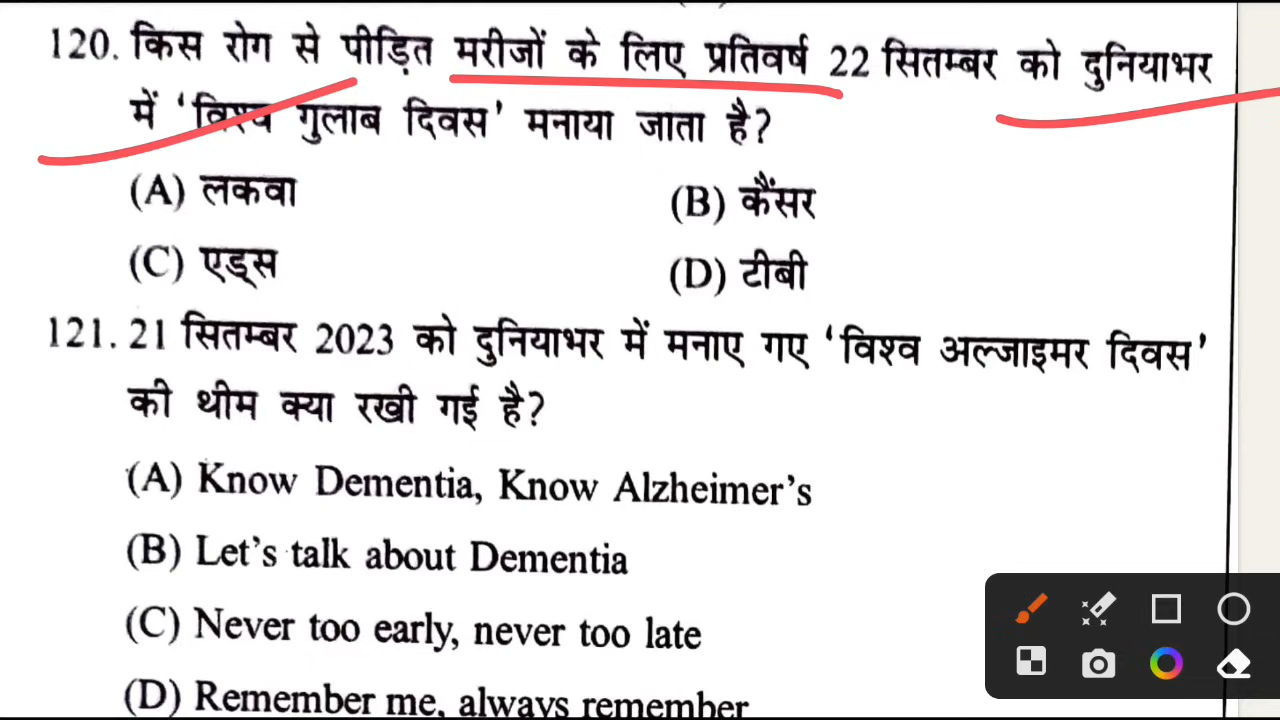 120. किस रोग से पीड़ित मरीजों के लिए प्रतिवर्ष 22 सितम्बर को दुनियाभर
में ‘विश्व गुलाब दिवस’ मनाया जाता है?
(A) लकवा (B) कैंसर
(C) एड्स (D) टीबी
121. 21 सितम्बर 2023 को दुनियाभर में मनाए गए ‘विश्व अल्जाइमर दिवस’
की थीम क्या रखी गई है?
(A) Know Dementia, Know Alzheimer’s
(B) Let’s talk about Dementia
(C) Never too early, never too late
(D) Remember me, always remember